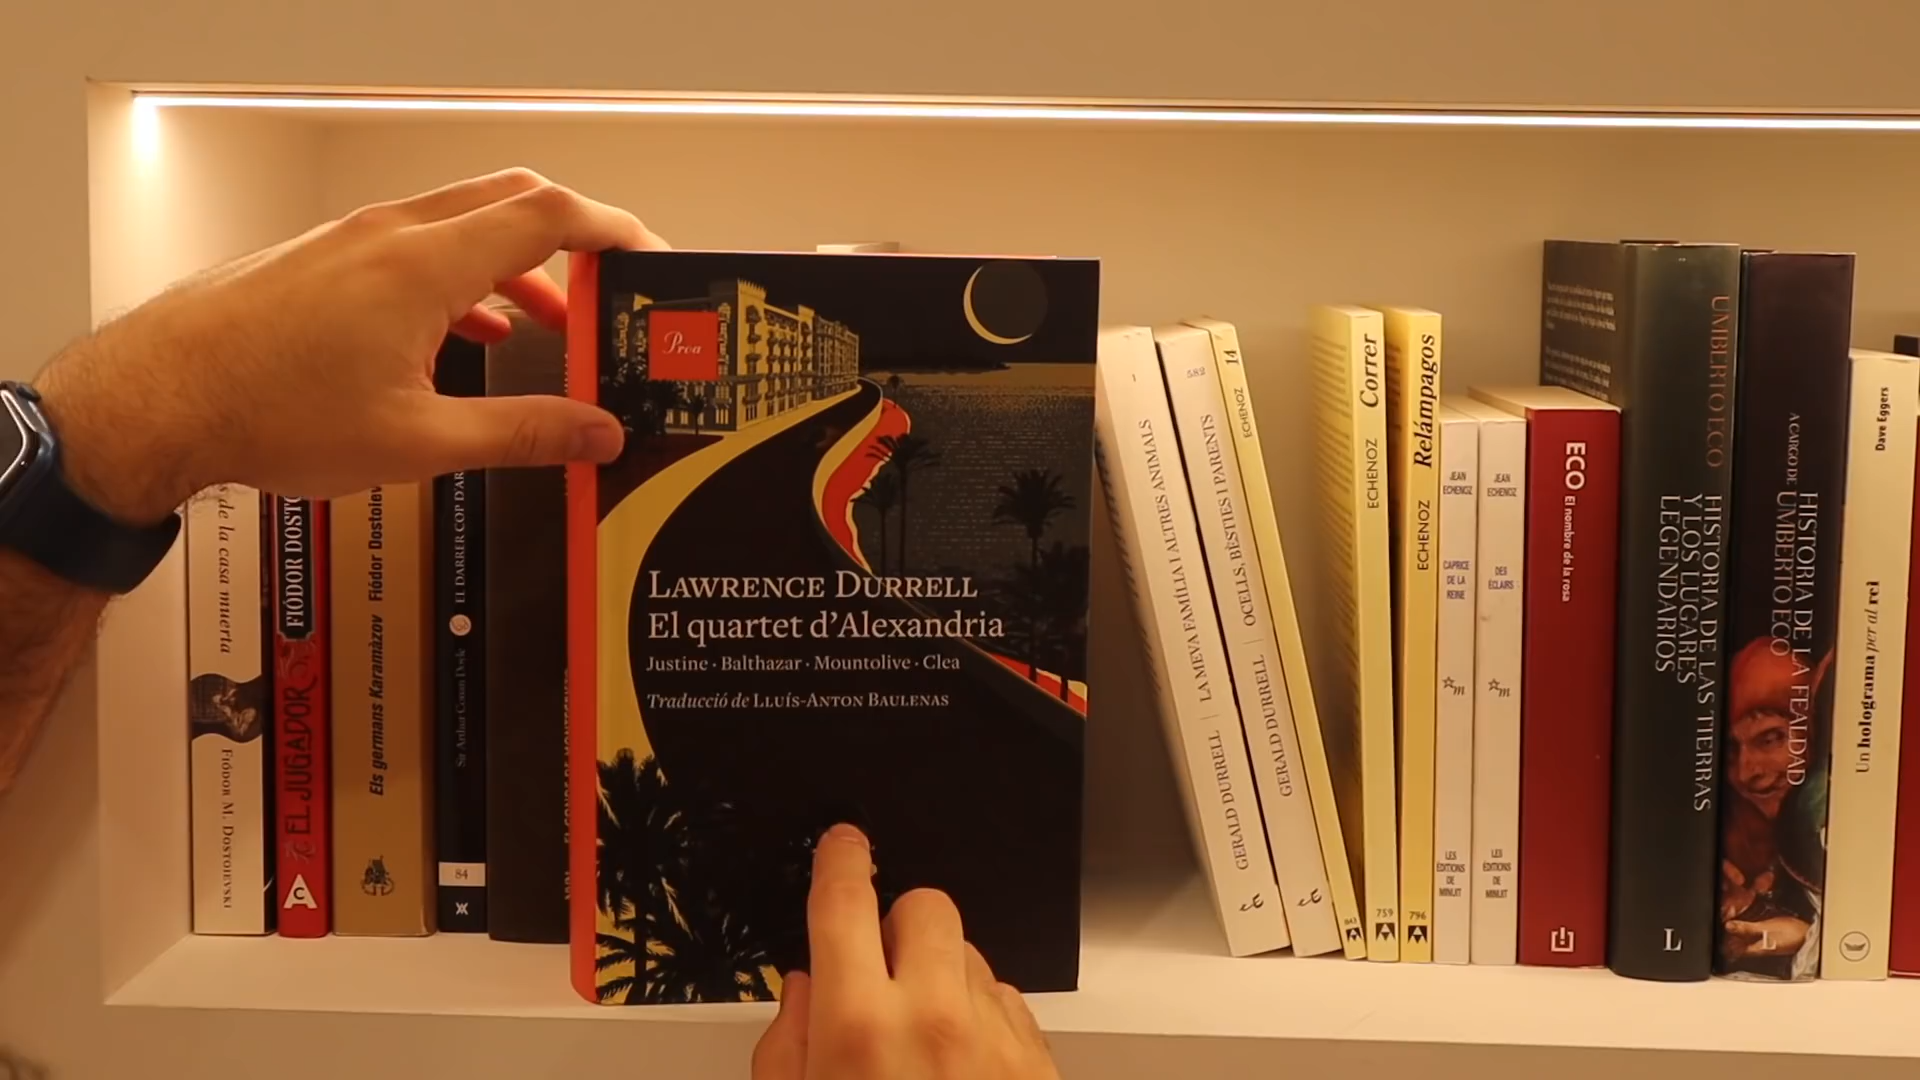 de la casa muerta
FIÓDOR M. DOSTOIEVSKI
FIÓDOR DOSTO
EL JUGADOR
AC
Els germans Karamàzov Fiódor Dostoiev
EL DARRER COP D'AR
Sir Arthur Conan Doyle
84
Proa
LAWRENCE DURRELL
El quartet d'Alexandria
Justine · Balthazar · Mountolive · Clea
Traducció de LLUÍS-ANTON BAULENAS
1
GERALD DURRELL | LA MEVA FAMÍLIA I ALTRES ANIMALS
582
GERALD DURRELL | OCELLS, BÈSTIES I PARENTS
14
ECHENOZ
843
ECHENOZ Correr
759
ECHENOZ Relámpagos
796
JEAN
ECHENOZ
CAPRICE
DE LA
REINE
☆m
LES
ÉDITIONS
DE
MINUIT
JEAN
ECHENOZ
DES
ÉCLAIRS
☆m
LES
ÉDITIONS
DE
MINUIT
ECO El nombre de la rosa
UMBERTO ECO
HISTORIA DE LAS TIERRAS
Y LOS LUGARES
LEGENDARIOS
L
HISTORIA DE LA FEALDAD
A CARGO DE UMBERTO ECO
L
Un holograma per al rei
Dave Eggers